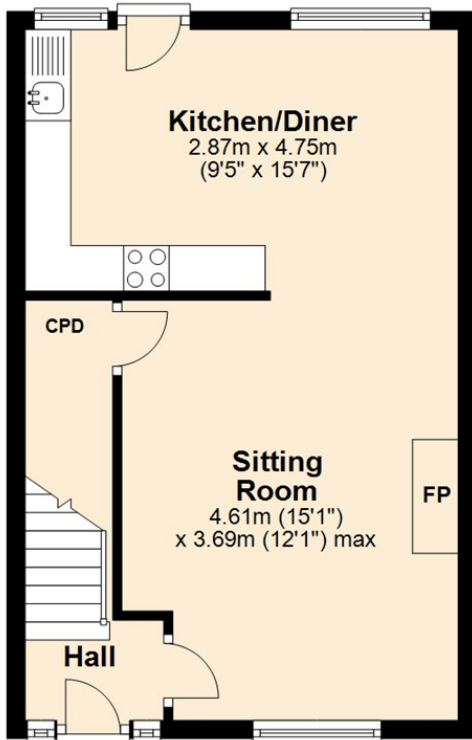 Kitchen/Diner
2.87m x 4.75m
(9'5" x 15'7")
CPD
Sitting
Room
4.61m (15'1")
x 3.69m (12'1") max
FP
Hall